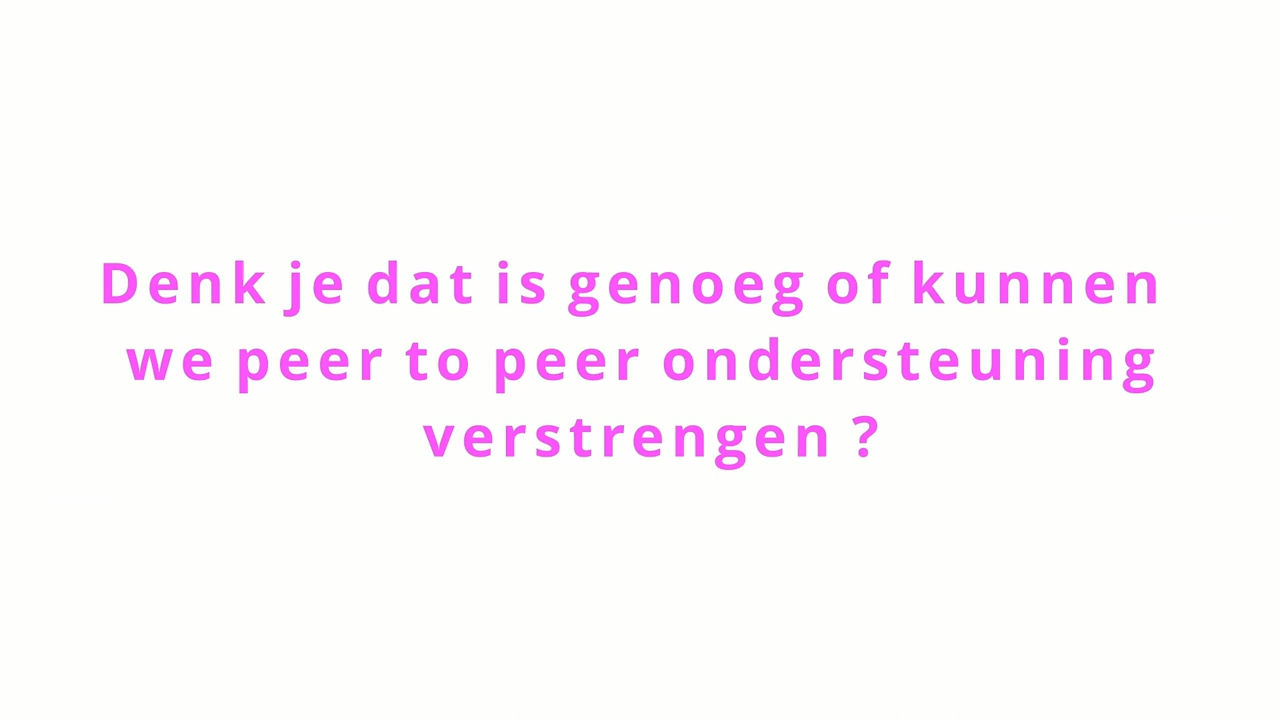 Denk je dat is genoeg of kunnen
we peer to peer ondersteuning
verstrengen ?